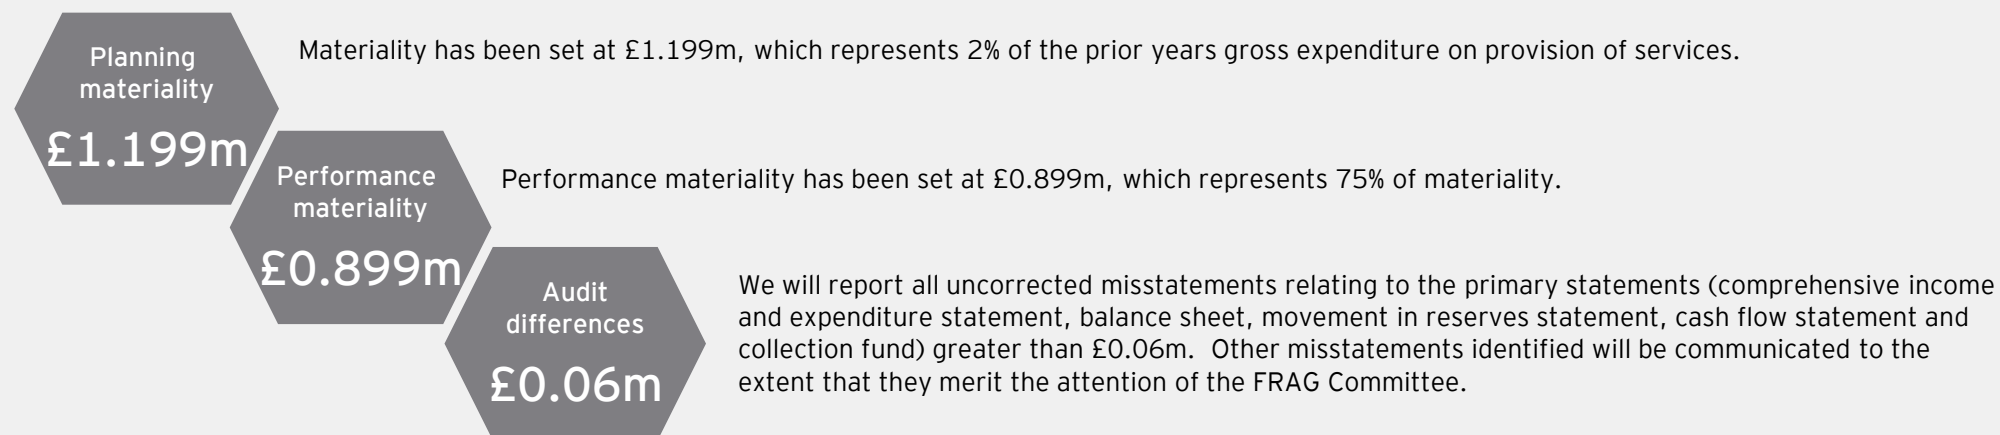 Planning
materiality
£1.199m
Materiality has been set at £1.199m, which represents 2% of the prior years gross expenditure on provision of services.
Performance
materiality
£0.899m
Performance materiality has been set at £0.899m, which represents 75% of materiality.
Audit
differences
£0.06m
We will report all uncorrected misstatements relating to the primary statements (comprehensive income
and expenditure statement, balance sheet, movement in reserves statement, cash flow statement and
collection fund) greater than £0.06m.  Other misstatements identified will be communicated to the
extent that they merit the attention of the FRAG Committee.